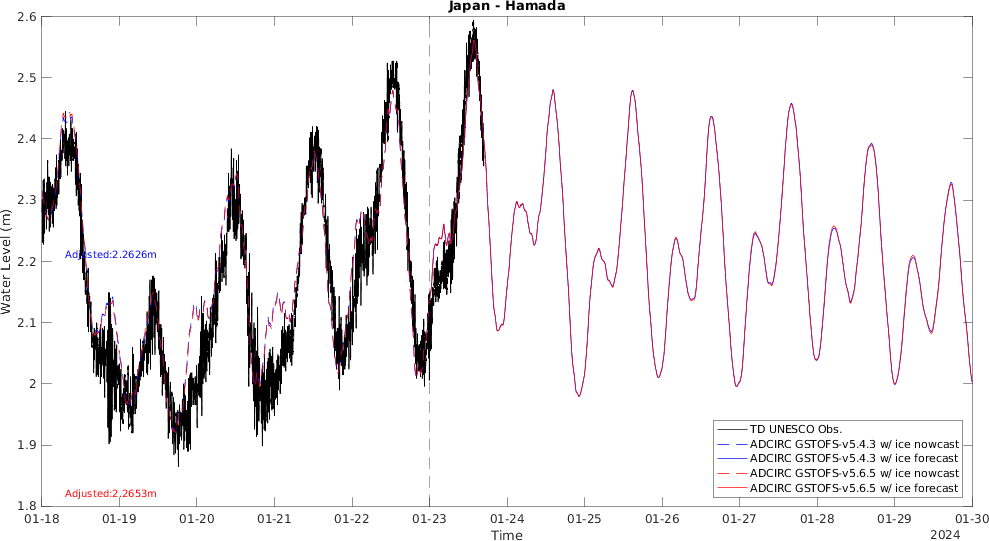 Japan - Hamada
2.6
2.5
2.4
2.3
2.2
2.1
2
1.9
1.8
Water Level (m)
Adjusted:2.2626m
Adjusted:2.2653m
TD UNESCO Obs.
ADCIRC GSTOFS-v5.4.3 w/ ice nowcast
ADCIRC GSTOFS-v5.4.3 w/ ice forecast
ADCIRC GSTOFS-v5.6.5 w/ ice nowcast
ADCIRC GSTOFS-v5.6.5 w/ ice forecast
01-18 01-19 01-20 01-21 01-22 01-23 01-24 01-25 01-26 01-27 01-28 01-29 01-30
Time
2024